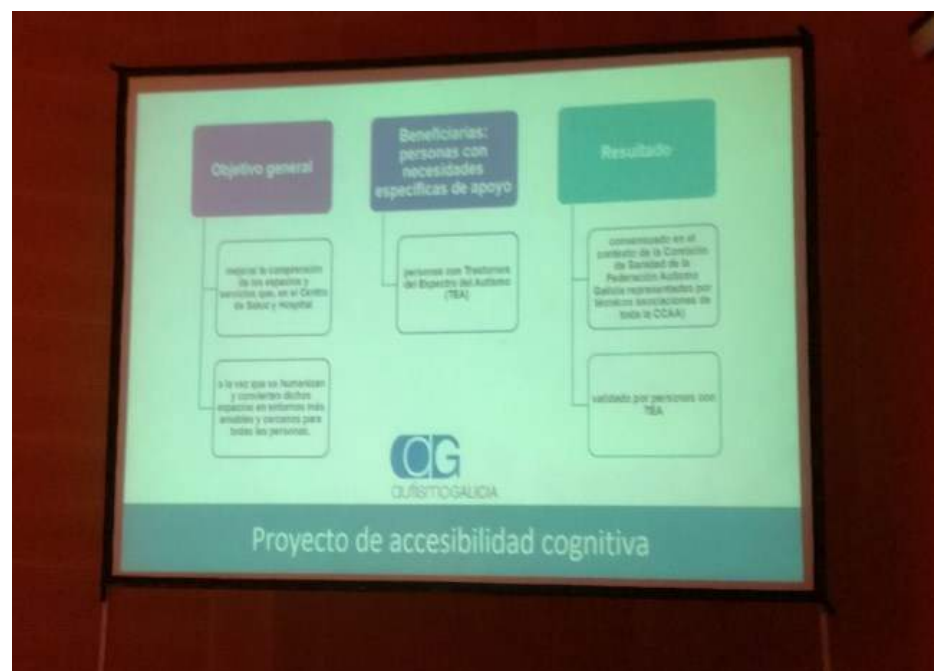 Objetivo general
mejorar la comprensión
de los espacios y
servicios que, en el Centro
de Salud y Hospital
a la vez que se humanizan
y convierten dichos
espacios en entornos más
amables y cercanos para
todas las personas.
Beneficiarias:
personas con
necesidades
específicas de apoyo
personas con Trastornos
del Espectro del Autismo
(TEA)
Resultado
consensuado en el
contexto de la Comisión
de Sanidad de la
Federación Autismo
Galicia representados por
técnicos asociaciones de
toda la CCAA)
validado por personas con
TEA
CG
autismoGALICIA
Proyecto de accesibilidad cognitiva